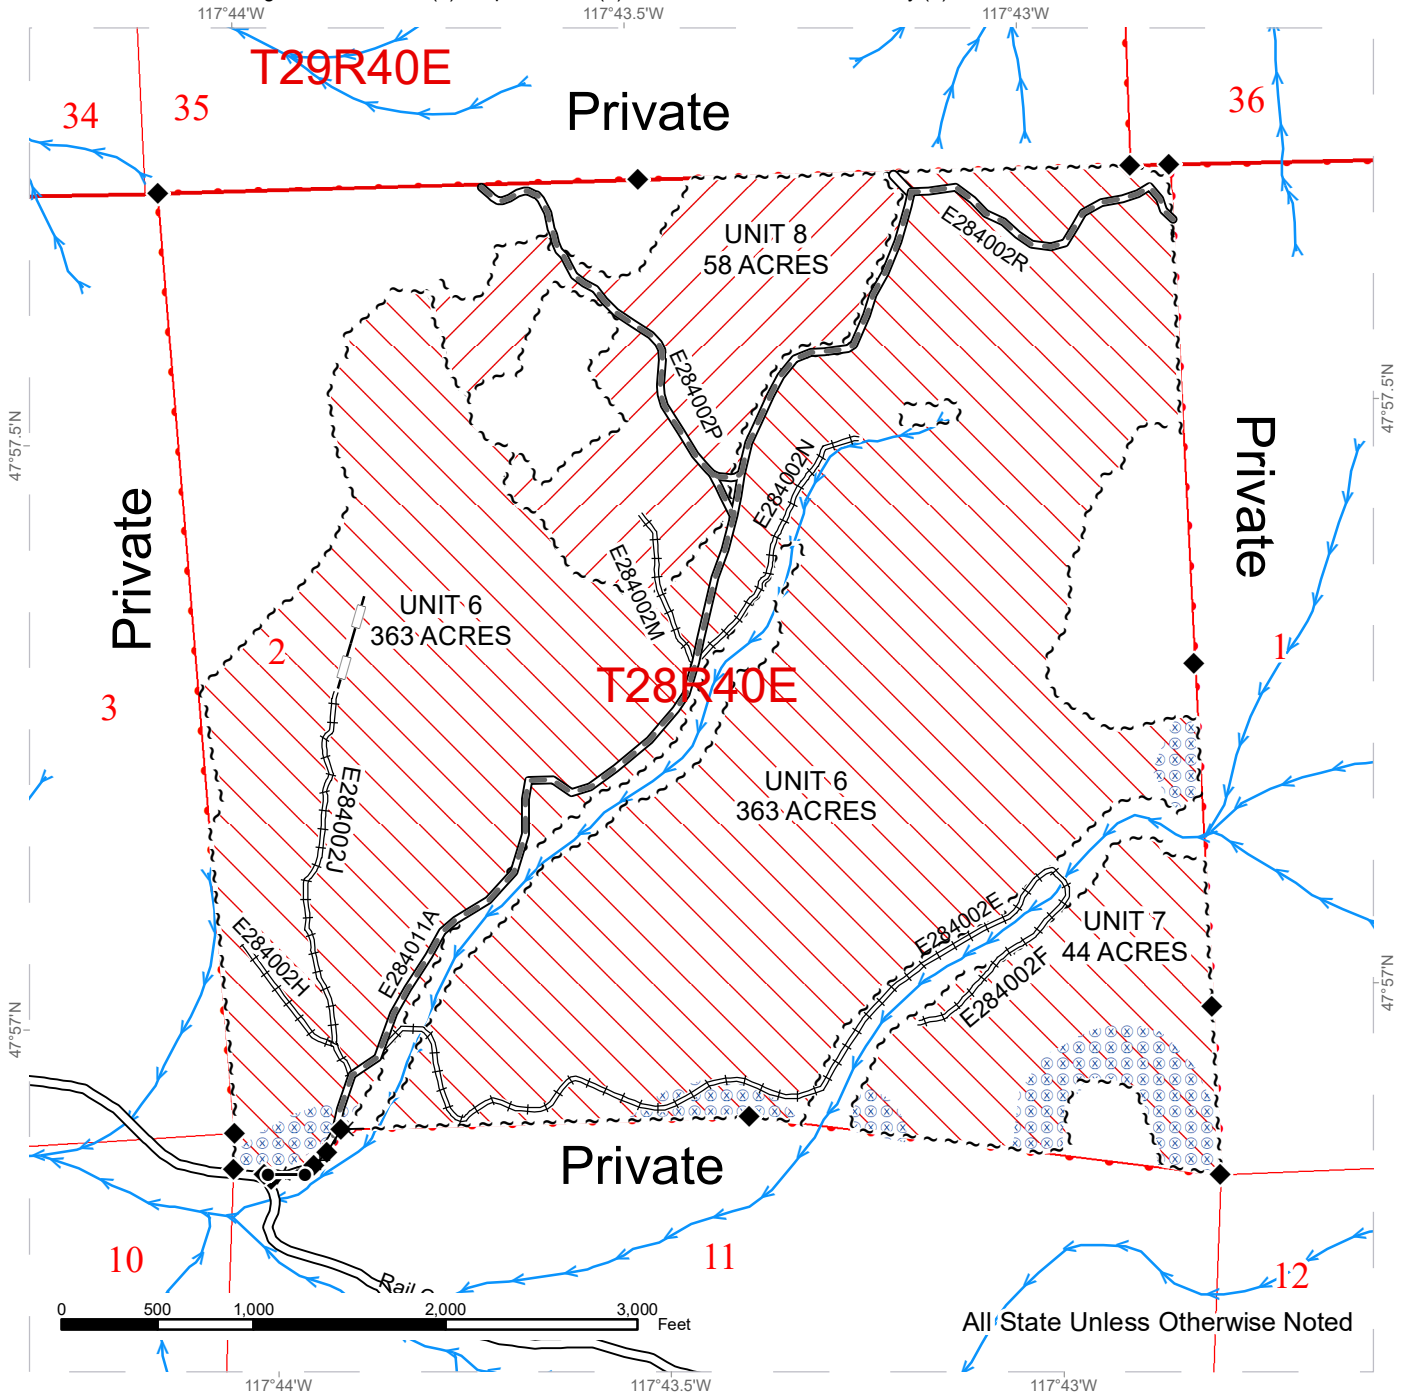 117°44'W
117°43.5'W
117°43'W
T29R40E
34
35
Private
36
UNIT 8
58 ACRES
E284002R
E284002P
47°57.5'N
47°57.5'N
Private
Private
E284002N
E284002M
UNIT 6
363 ACRES
2
1
3
T28R40E
E284002J
UNIT 6
363 ACRES
E284002E
UNIT 7
44 ACRES
E284002H
E284011A
E284002F
47°57'N
47°57'N
Private
10
11
12
Rail
0
500
1,000
2,000
3,000
Feet
All State Unless Otherwise Noted
117°44'W
117°43.5'W
117°43'W